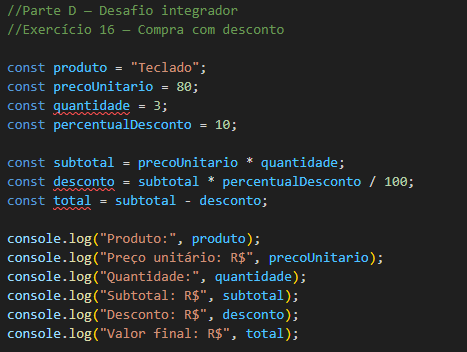 //Parte D – Desafio integrador
//Exercício 16 – Compra com desconto
const produto = "Teclado";
const precoUnitario = 80;
const quantidade = 3;
const percentualDesconto = 10;
const subtotal = precoUnitario * quantidade;
const desconto = subtotal * percentualDesconto / 100;
const total = subtotal - desconto;
console.log("Produto:", produto);
console.log("Preço unitário: R$", precoUnitario);
console.log("Quantidade:", quantidade);
console.log("Subtotal: R$", subtotal);
console.log("Desconto: R$", desconto);
console.log("Valor final: R$", total);